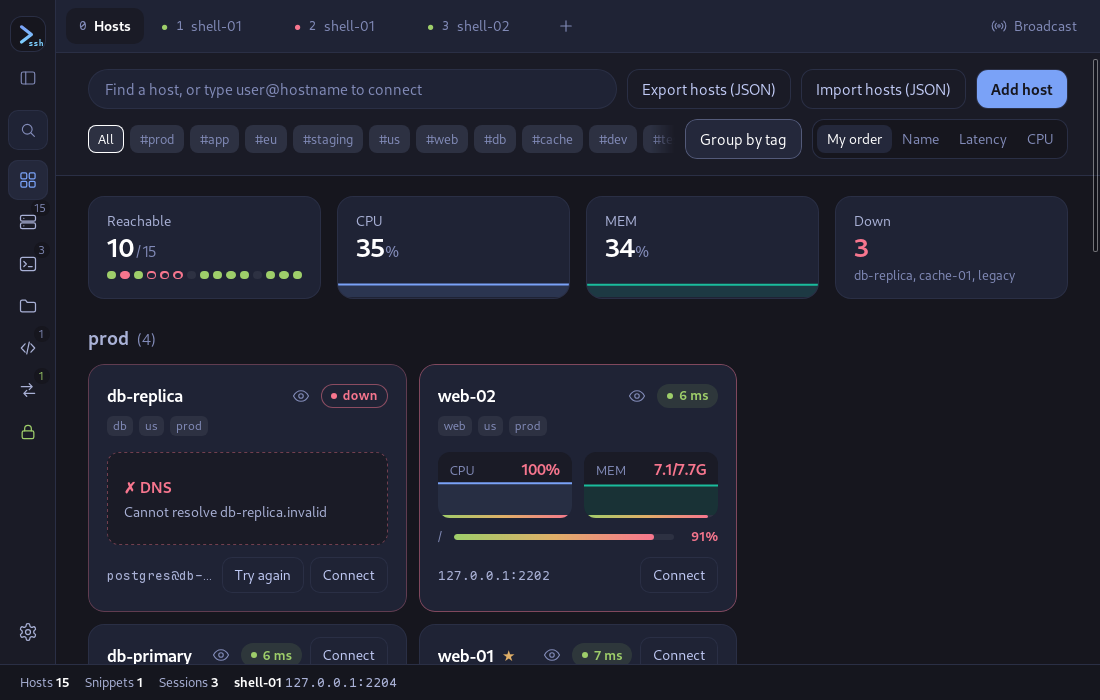 ssh
0 Hosts
1 shell-01
2 shell-01
3 shell-02
+
Broadcast
Find a host, or type user@hostname to connect
Export hosts (JSON)
Import hosts (JSON)
Add host
All #prod #app #eu #staging #us #web #db #cache #dev #te
Group by tag
My order Name Latency CPU
15
3
1
1
Reachable
10/15
CPU
35%
MEM
34%
Down
3
db-replica, cache-01, legacy
prod (4)
db-replica
down
db us prod
✗ DNS
Cannot resolve db-replica.invalid
postgres@db-…
Try again
Connect
web-02
6 ms
web us prod
CPU 100%
MEM 7.1/7.7G
/ 91%
127.0.0.1:2202
Connect
db-primary
6 ms
Connect
web-01 ★
7 ms
Connect
Hosts 15 Snippets 1 Sessions 3 shell-01 127.0.0.1:2204